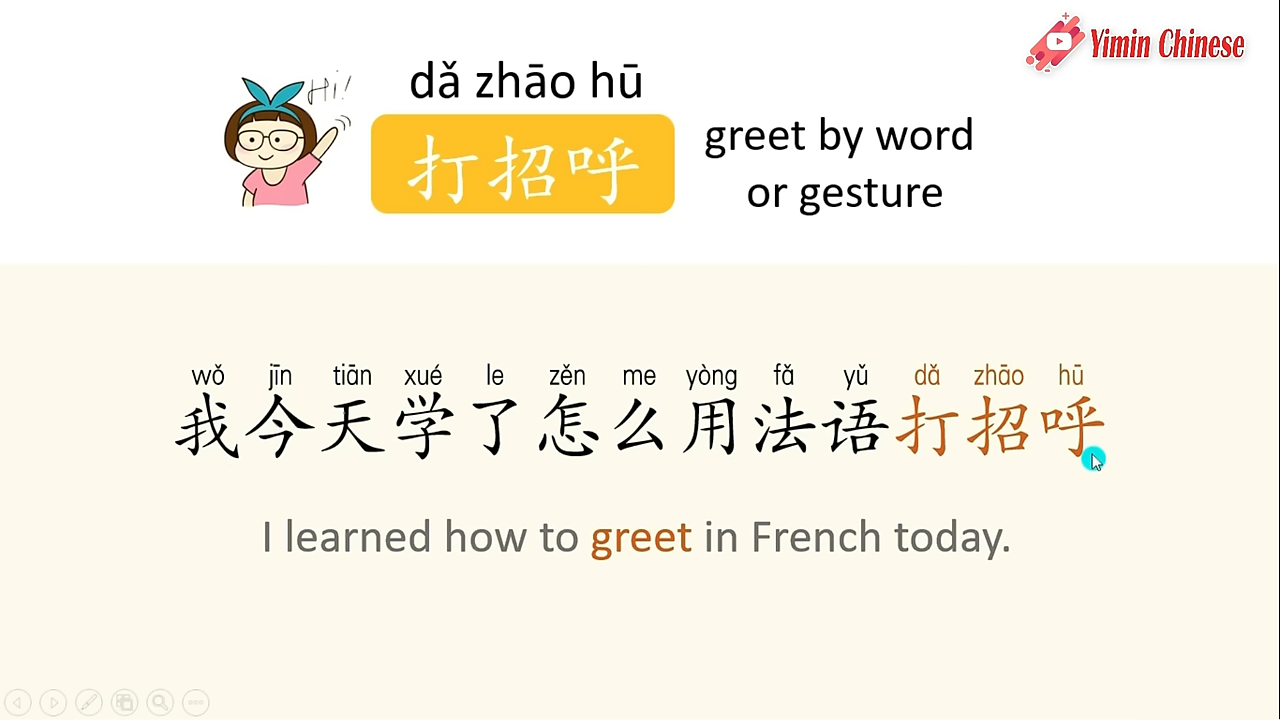 Yimin Chinese
Hi!
dǎ zhāo hū
打招呼
greet by word
or gesture
wǒ jīn tiān xué le zěn me yòng fǎ yǔ dǎ zhāo hū
我今天学了怎么用法语打招呼
I learned how to greet in French today.